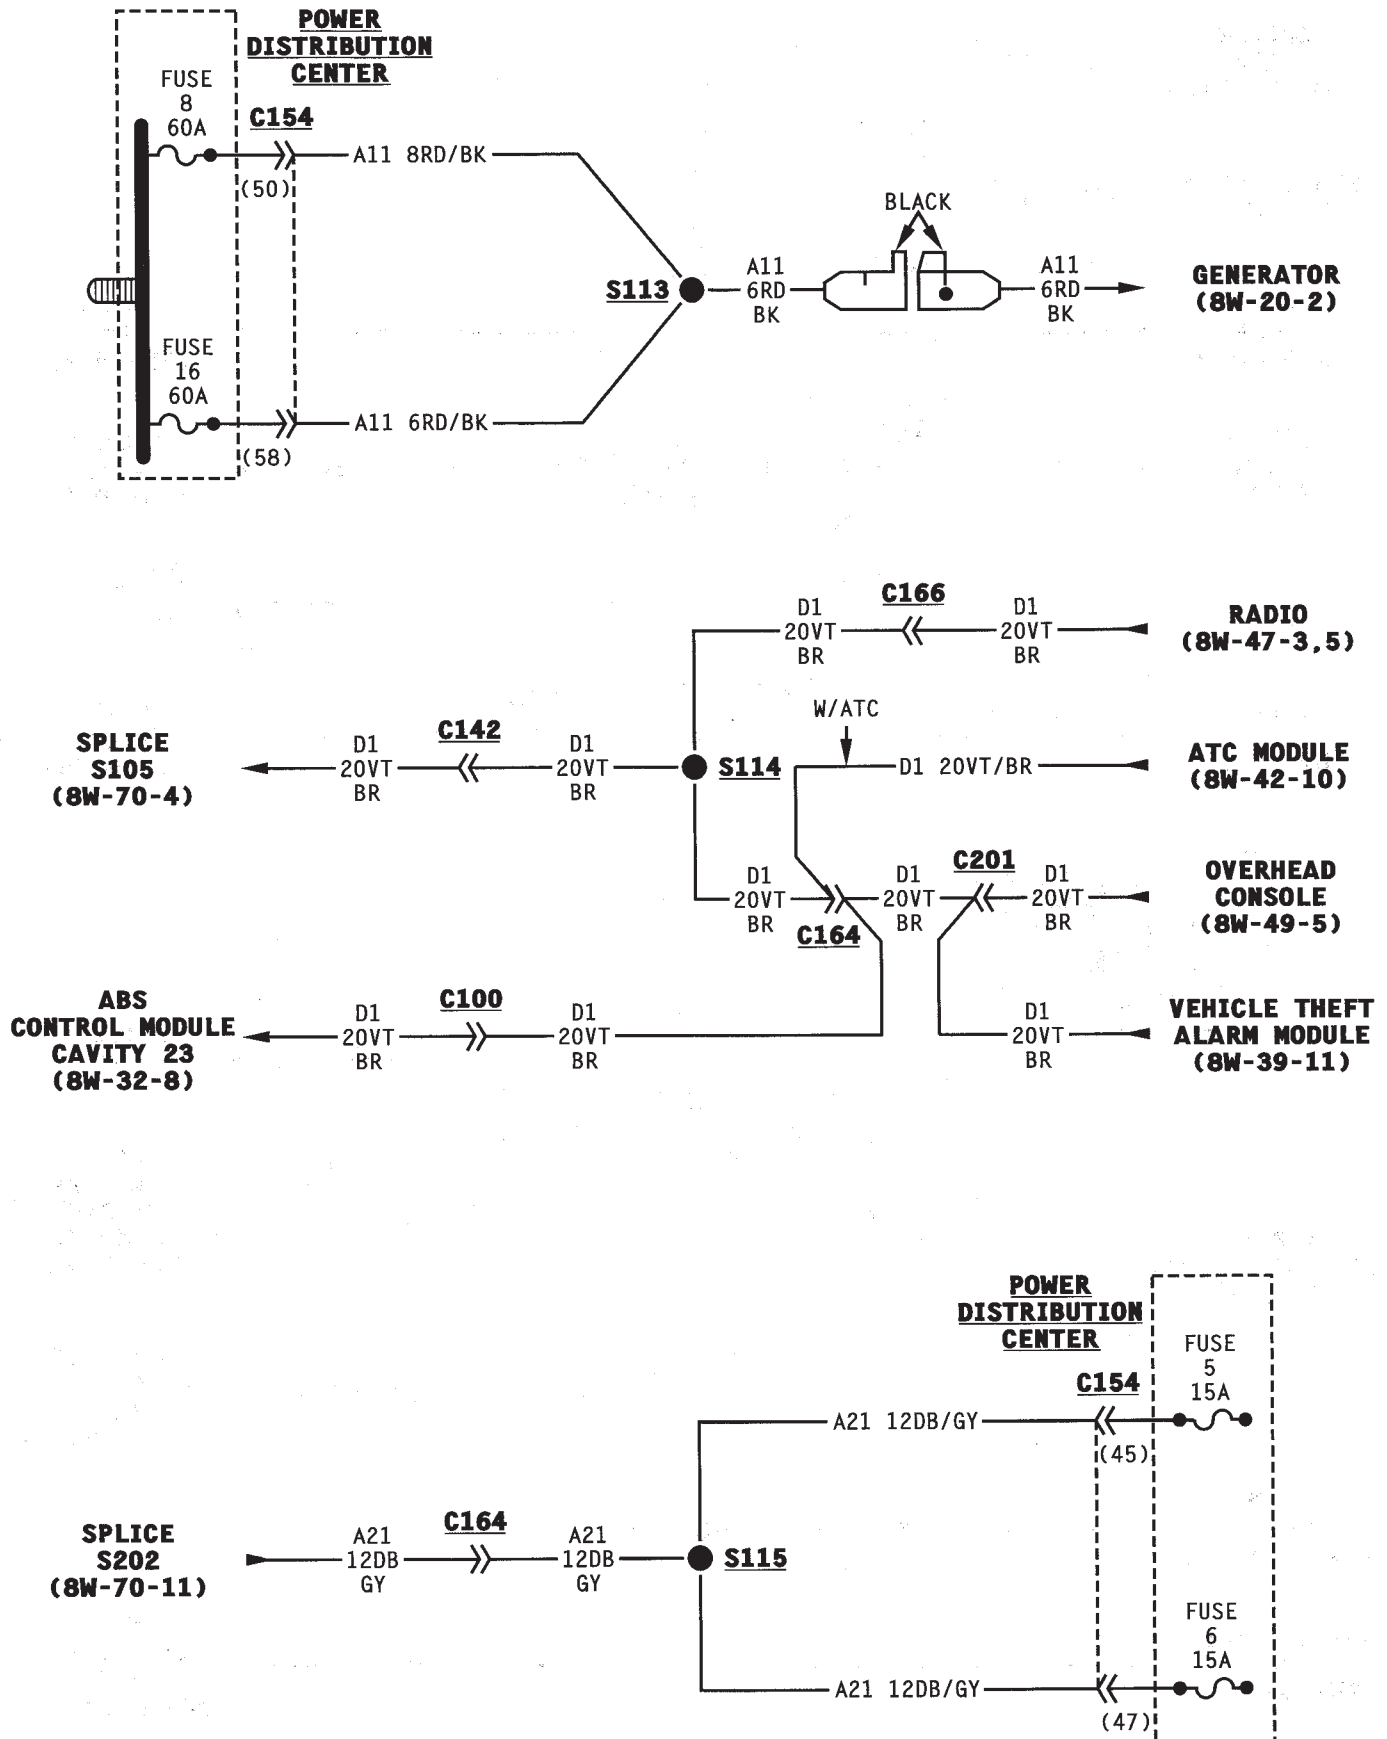 POWER
DISTRIBUTION
CENTER
FUSE
8
60A
C154
A11 8RD/BK
(50)
BLACK
S113
A11
6RD
BK
A11
6RD
BK
GENERATOR
(8W-20-2)
FUSE
16
60A
A11 6RD/BK
(58)
C166
D1
20VT
BR
D1
20VT
BR
RADIO
(8W-47-3,5)
W/ATC
SPLICE
S105
(8W-70-4)
D1
20VT
BR
C142
D1
20VT
BR
S114
D1 20VT/BR
ATC MODULE
(8W-42-10)
D1
20VT
BR
C164
D1
20VT
BR
C201
D1
20VT
BR
OVERHEAD
CONSOLE
(8W-49-5)
ABS
CONTROL MODULE
CAVITY 23
(8W-32-8)
D1
20VT
BR
C100
D1
20VT
BR
D1
20VT
BR
VEHICLE THEFT
ALARM MODULE
(8W-39-11)
POWER
DISTRIBUTION
CENTER
FUSE
5
15A
C154
A21 12DB/GY
(45)
SPLICE
S202
(8W-70-11)
A21
12DB
GY
C164
A21
12DB
GY
S115
FUSE
6
15A
A21 12DB/GY
(47)